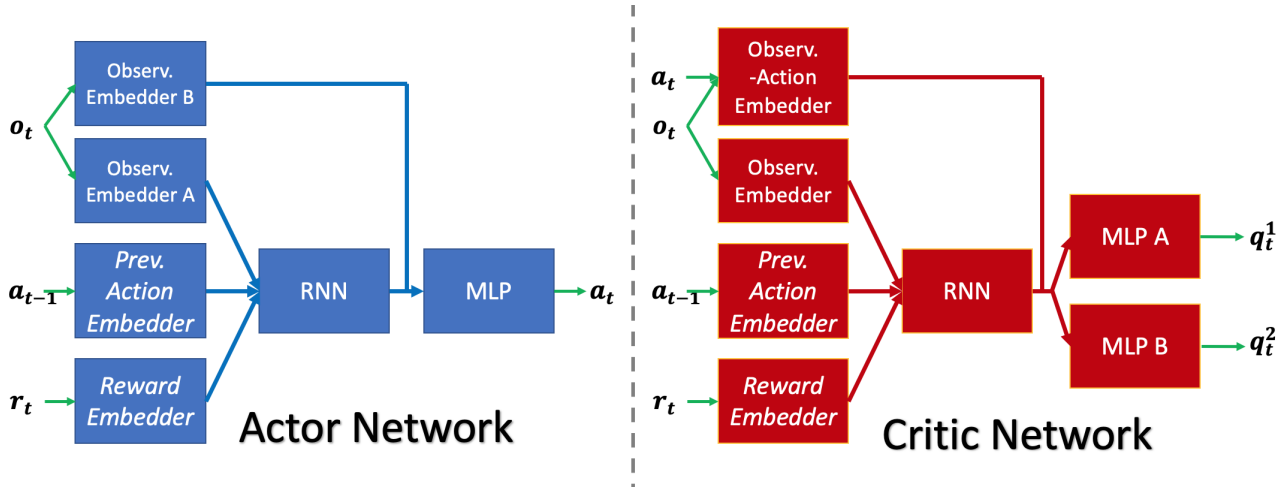 Observ.
Embedder B
o_t
Observ.
Embedder A
a_{t-1}
Prev.
Action
Embedder
RNN
MLP
a_t
r_t
Reward
Embedder
Actor Network
a_t
Observ.
-Action
Embedder
o_t
Observ.
Embedder
a_{t-1}
Prev.
Action
Embedder
RNN
MLP A
q_t^1
MLP B
q_t^2
r_t
Reward
Embedder
Critic Network